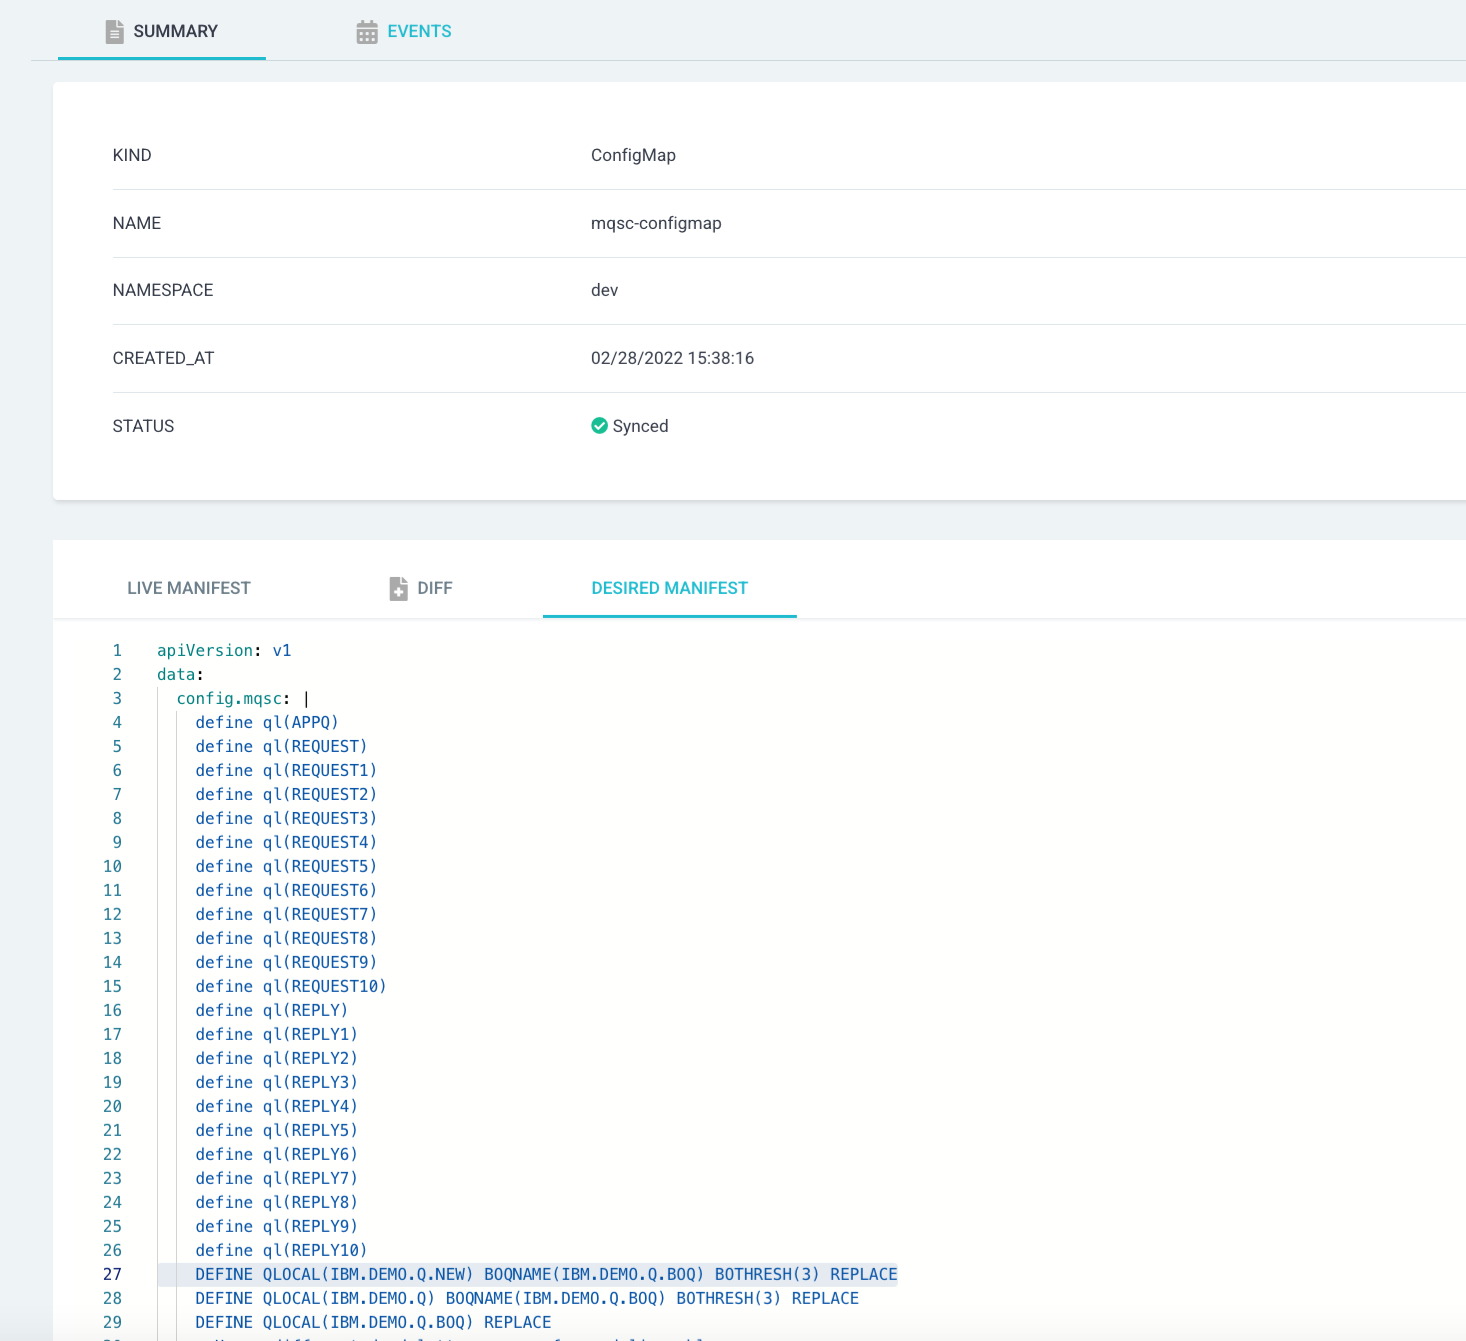 SUMMARY EVENTS
KIND ConfigMap
NAME mqsc-configmap
NAMESPACE dev
CREATED_AT 02/28/2022 15:38:16
STATUS Synced
LIVE MANIFEST DIFF DESIRED MANIFEST
1 apiVersion: v1
2 data:
3 config.mqsc: |
4 define ql(APPQ)
5 define ql(REQUEST)
6 define ql(REQUEST1)
7 define ql(REQUEST2)
8 define ql(REQUEST3)
9 define ql(REQUEST4)
10 define ql(REQUEST5)
11 define ql(REQUEST6)
12 define ql(REQUEST7)
13 define ql(REQUEST8)
14 define ql(REQUEST9)
15 define ql(REQUEST10)
16 define ql(REPLY)
17 define ql(REPLY1)
18 define ql(REPLY2)
19 define ql(REPLY3)
20 define ql(REPLY4)
21 define ql(REPLY5)
22 define ql(REPLY6)
23 define ql(REPLY7)
24 define ql(REPLY8)
25 define ql(REPLY9)
26 define ql(REPLY10)
27 DEFINE QLOCAL(IBM.DEMO.Q.NEW) BOQNAME(IBM.DEMO.Q.BOQ) BOTHRESH(3) REPLACE
28 DEFINE QLOCAL(IBM.DEMO.Q) BOQNAME(IBM.DEMO.Q.BOQ) BOTHRESH(3) REPLACE
29 DEFINE QLOCAL(IBM.DEMO.Q.BOQ) REPLACE